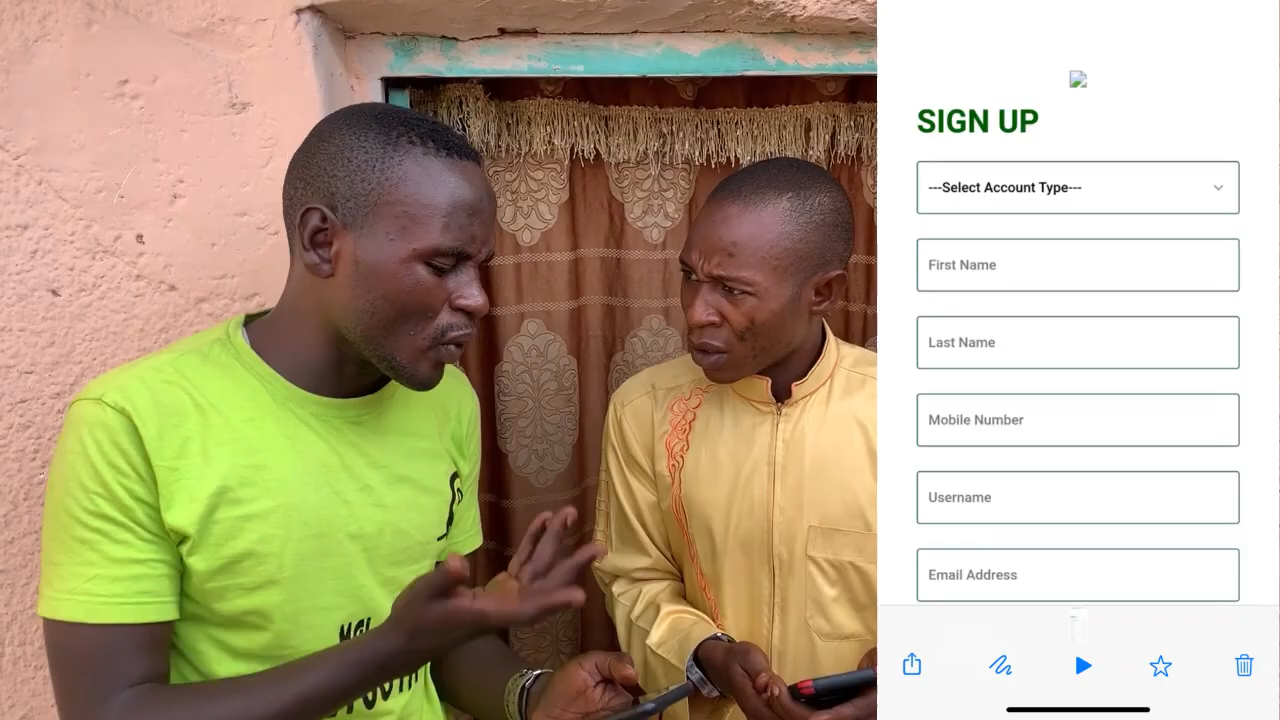 SIGN UP
---Select Account Type---
First Name
Last Name
Mobile Number
Username
Email Address